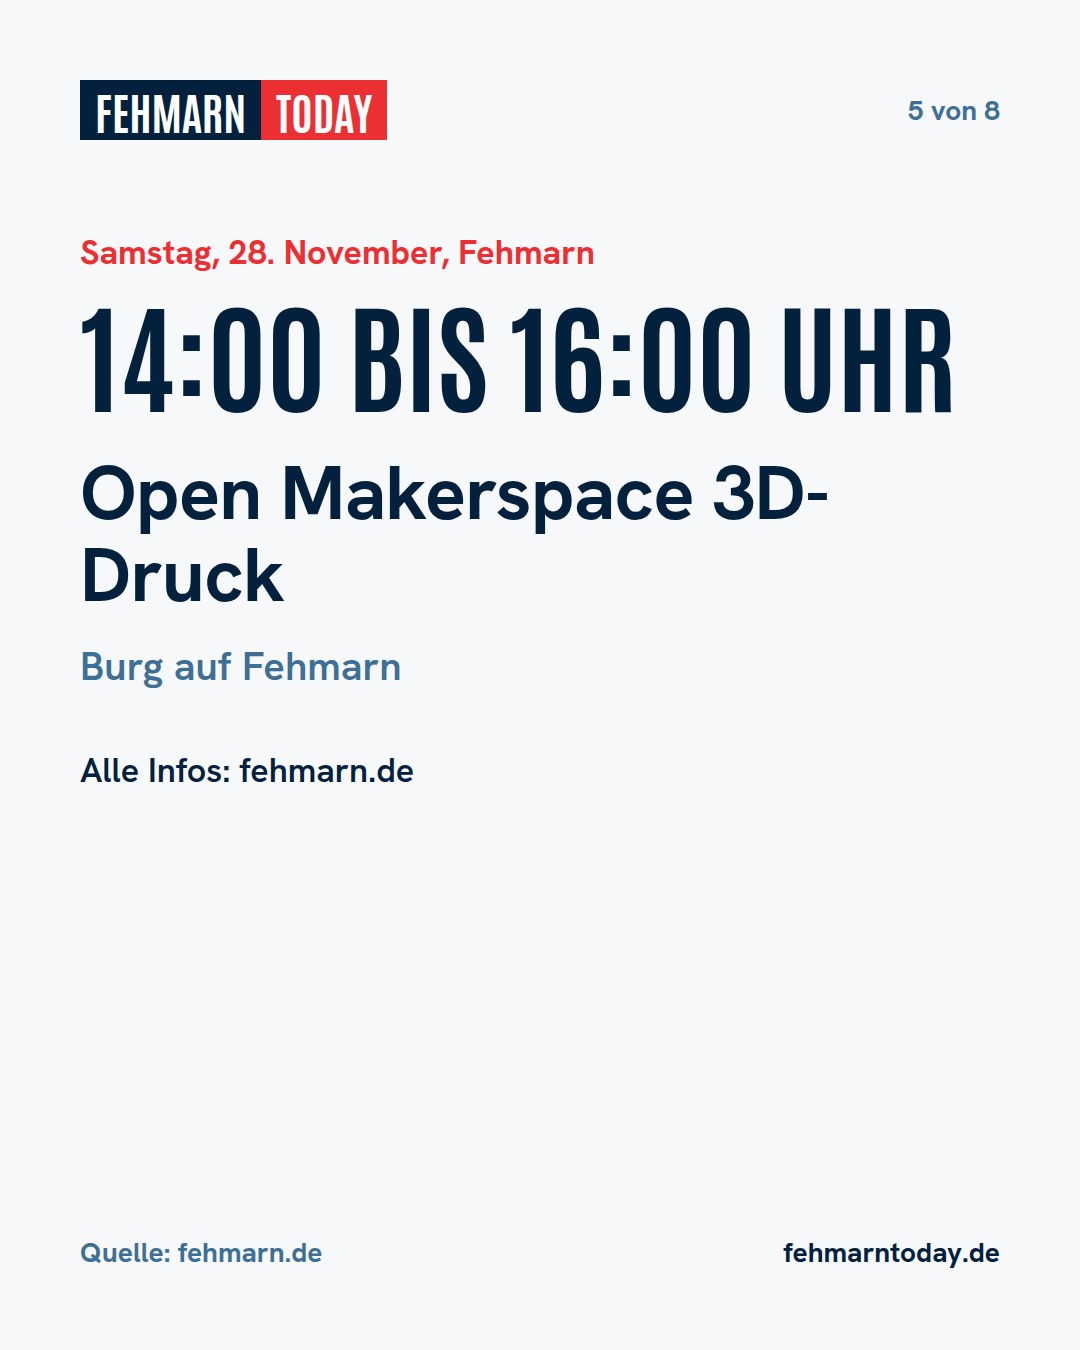 FEHMARN TODAY
5 von 8
Samstag, 28. November, Fehmarn
14:00 BIS 16:00 UHR
Open Makerspace 3D-
Druck
Burg auf Fehmarn
Alle Infos: fehmarn.de
Quelle: fehmarn.de
fehmarntoday.de